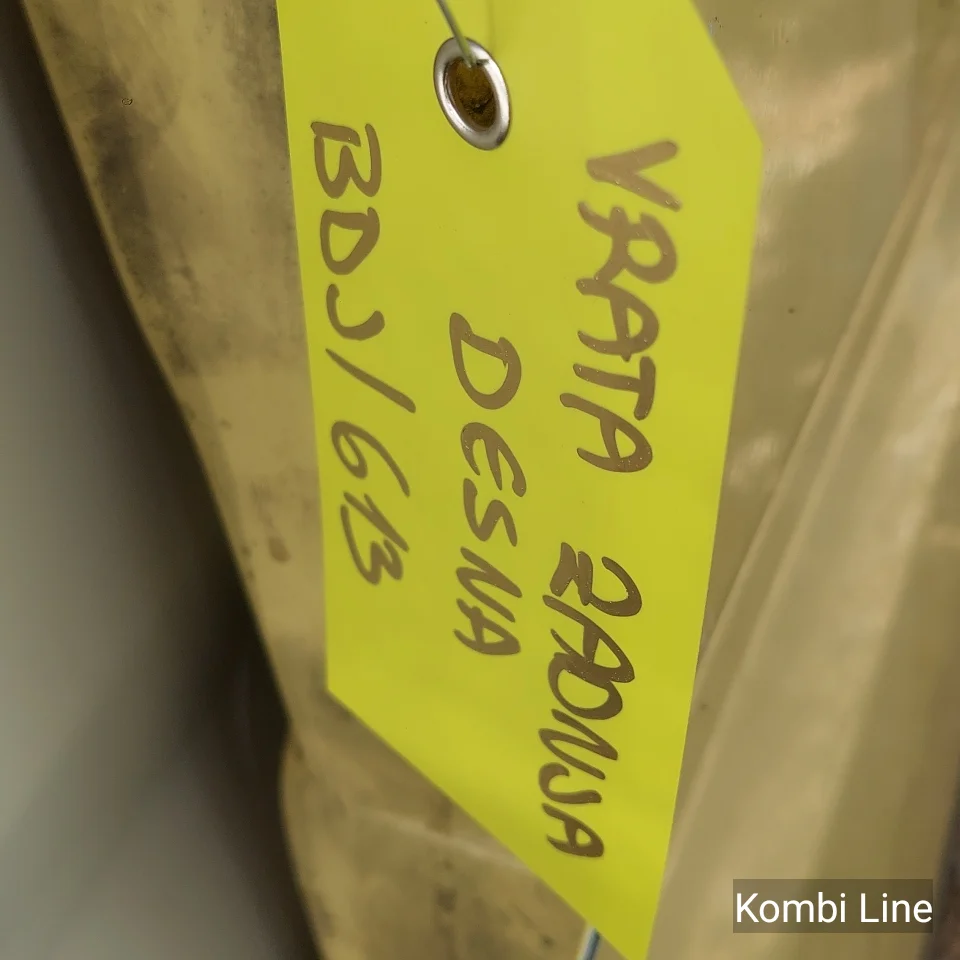 VRATA ZADNJA
DESNA
BDJ/613
Kombi Line